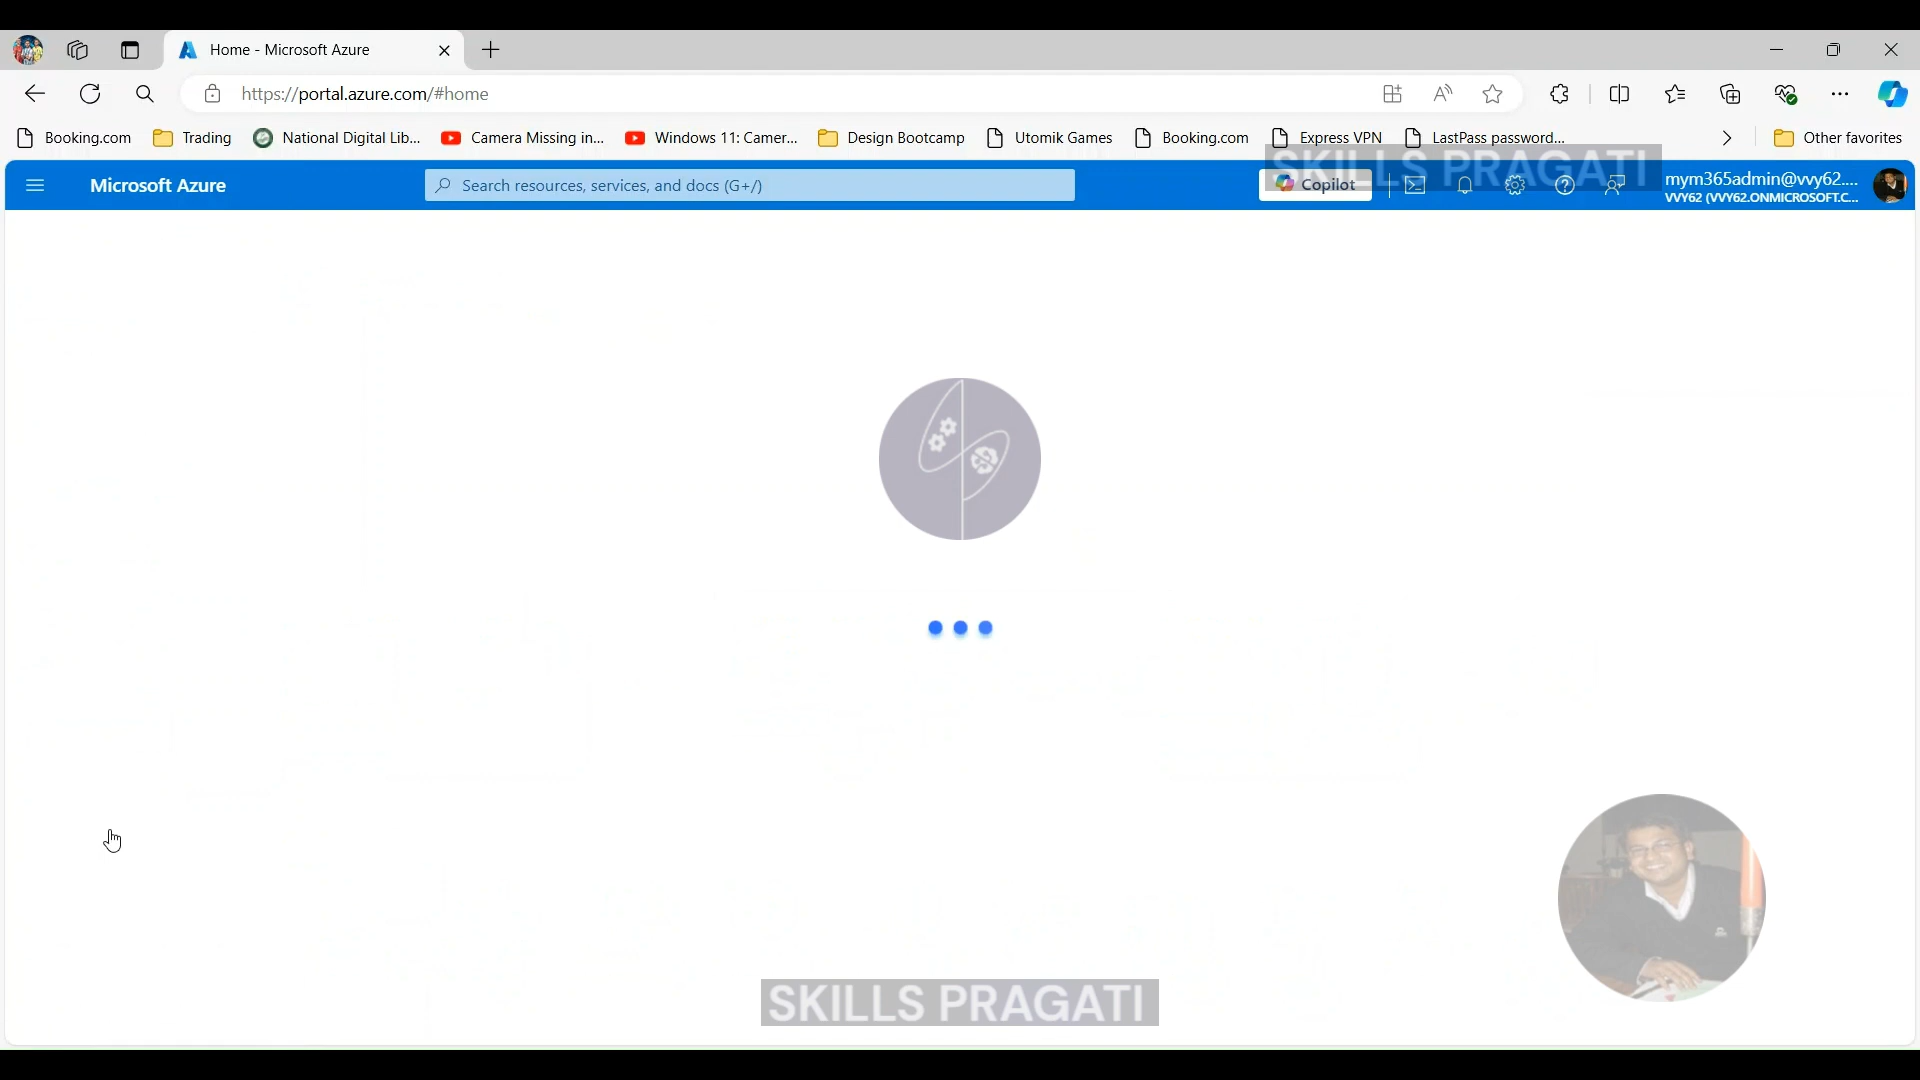 Home - Microsoft Azure
https://portal.azure.com/#home
Booking.com
Trading
National Digital Lib...
Camera Missing in...
Windows 11: Camer...
Design Bootcamp
Utomik Games
Booking.com
Express VPN
LastPass password...
Other favorites
SKILLS PRAGATI
Microsoft Azure
Search resources, services, and docs (G+/)
Copilot
mym365admin@vvy62....
VVY62 (VVY62.ONMICROSOFT.C...
SKILLS PRAGATI